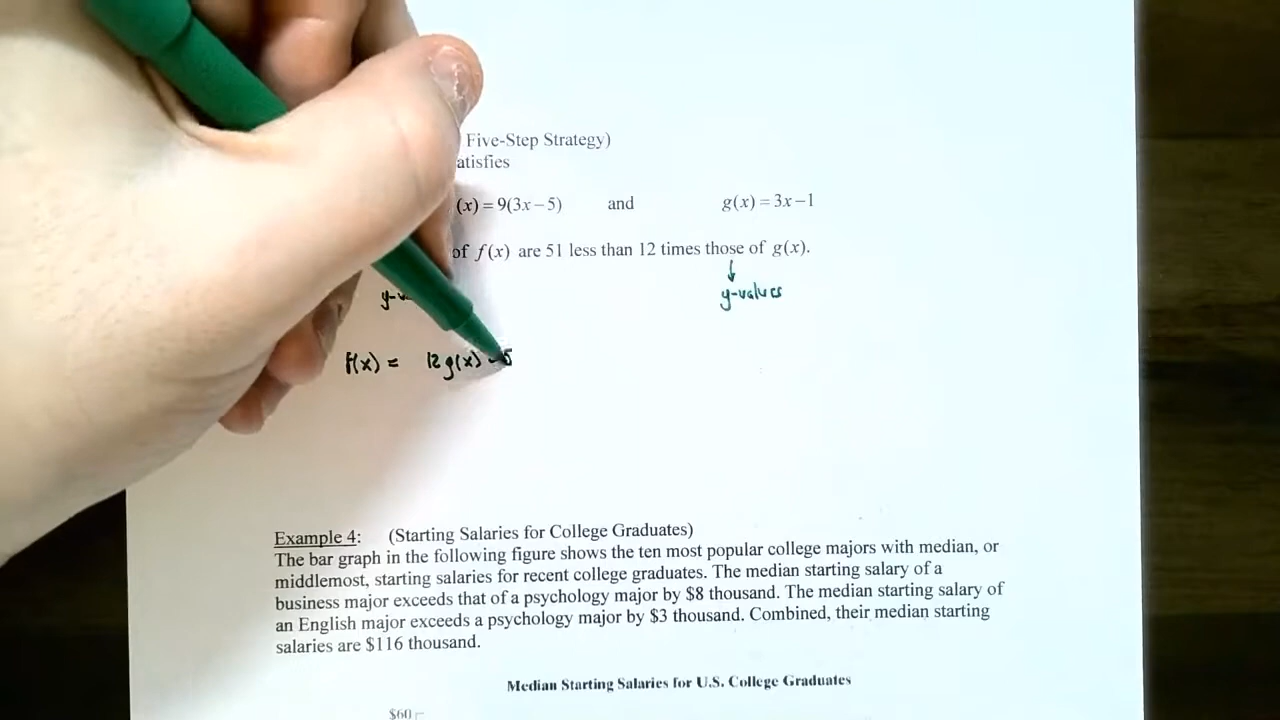 Five-Step Strategy)
atisfies
(x) = 9(3x – 5) and g(x) = 3x – 1
of f(x) are 51 less than 12 times those of g(x).
y-values
f(x) = 12g(x) - 5
Example 4: (Starting Salaries for College Graduates)
The bar graph in the following figure shows the ten most popular college majors with median, or
middlemost, starting salaries for recent college graduates. The median starting salary of a
business major exceeds that of a psychology major by $8 thousand. The median starting salary of
an English major exceeds a psychology major by $3 thousand. Combined, their median starting
salaries are $116 thousand.
Median Starting Salaries for U.S. College Graduates
$60